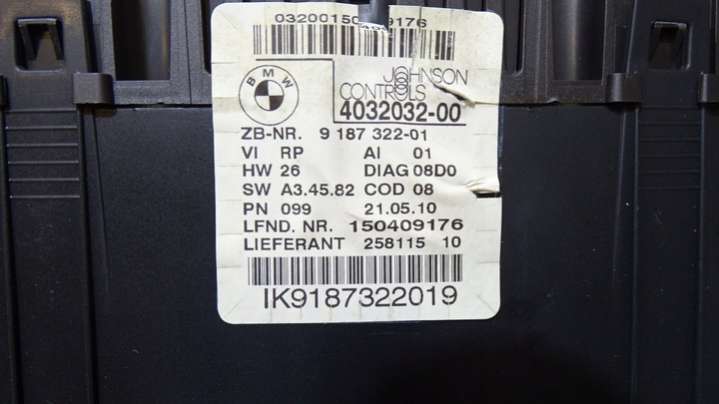 BMW
JOHNSON
CONTROLS
4032032-00
ZB-NR. 9 187 322-01
VI RP AI 01
HW 26 DIAG 08D0
SW A3.45.82 COD 08
PN 099 21.05.10
LFND. NR. 150409176
LIEFERANT 258115 10
IK9187322019